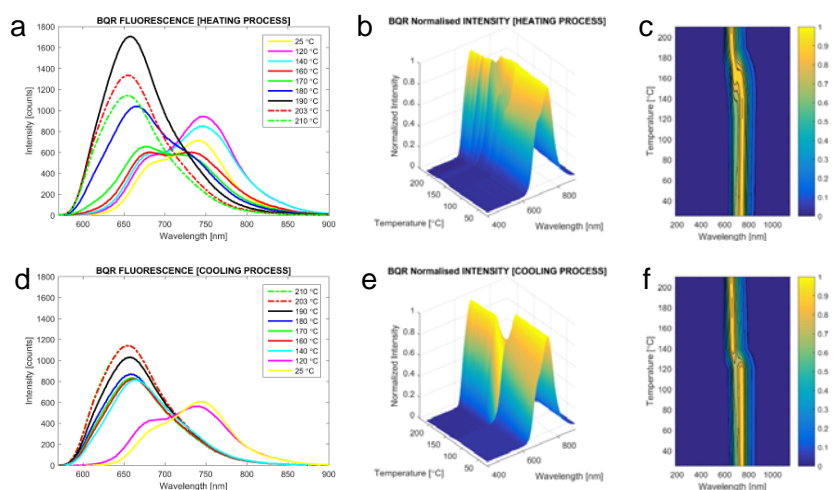 a
BQR FLUORESCENCE [HEATING PROCESS]
1800
1600
1400
1200
1000
800
600
400
200
0
Intensity [counts]
25 °C
120 °C
140 °C
160 °C
170 °C
180 °C
190 °C
203 °C
210 °C
600 650 700 750 800 850 900
Wavelength [nm]
b
BQR Normalised INTENSITY [HEATING PROCESS]
1
0.8
0.6
0.4
0.2
0
Normalized Intensity
200
150
100
50
Temperature [°C]
400
600
800
Wavelength [nm]
c
200
180
160
140
120
100
80
60
40
Temperature [°C]
200 400 600 800 1000
Wavelength [nm]
1
0.9
0.8
0.7
0.6
0.5
0.4
0.3
0.2
0.1
0
d
BQR FLUORESCENCE [COOLING PROCESS]
1800
1600
1400
1200
1000
800
600
400
200
0
Intensity [counts]
210 °C
203 °C
190 °C
180 °C
170 °C
160 °C
140 °C
120 °C
25 °C
600 650 700 750 800 850 900
Wavelength [nm]
e
BQR Normalised INTENSITY [COOLING PROCESS]
1
0.8
0.6
0.4
0.2
0
Normalized Intensity
200
150
100
50
Temperature [°C]
400
600
800
Wavelength [nm]
f
200
180
160
140
120
100
80
60
40
Temperature [°C]
200 400 600 800 1000
Wavelength [nm]
1
0.9
0.8
0.7
0.6
0.5
0.4
0.3
0.2
0.1
0